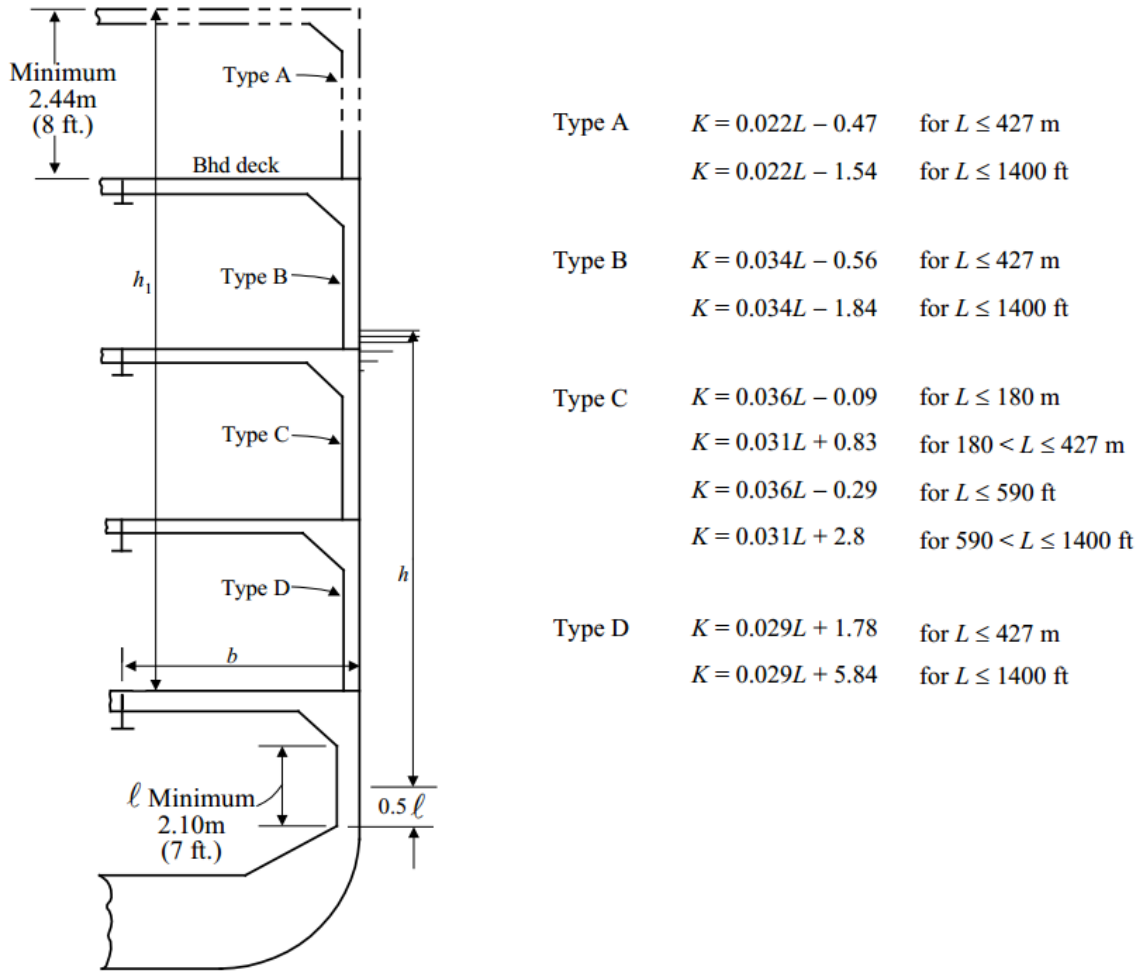 Minimum
2.44m
(8 ft.)
Type A
Bhd deck
h₁
Type B
Type C
Type D
h
b
ℓ Minimum
2.10m
(7 ft.)
0.5 ℓ
Type A K = 0.022L – 0.47 for L ≤ 427 m
K = 0.022L – 1.54 for L ≤ 1400 ft
Type B K = 0.034L – 0.56 for L ≤ 427 m
K = 0.034L – 1.84 for L ≤ 1400 ft
Type C K = 0.036L – 0.09 for L ≤ 180 m
K = 0.031L + 0.83 for 180 < L ≤ 427 m
K = 0.036L – 0.29 for L ≤ 590 ft
K = 0.031L + 2.8 for 590 < L ≤ 1400 ft
Type D K = 0.029L + 1.78 for L ≤ 427 m
K = 0.029L + 5.84 for L ≤ 1400 ft